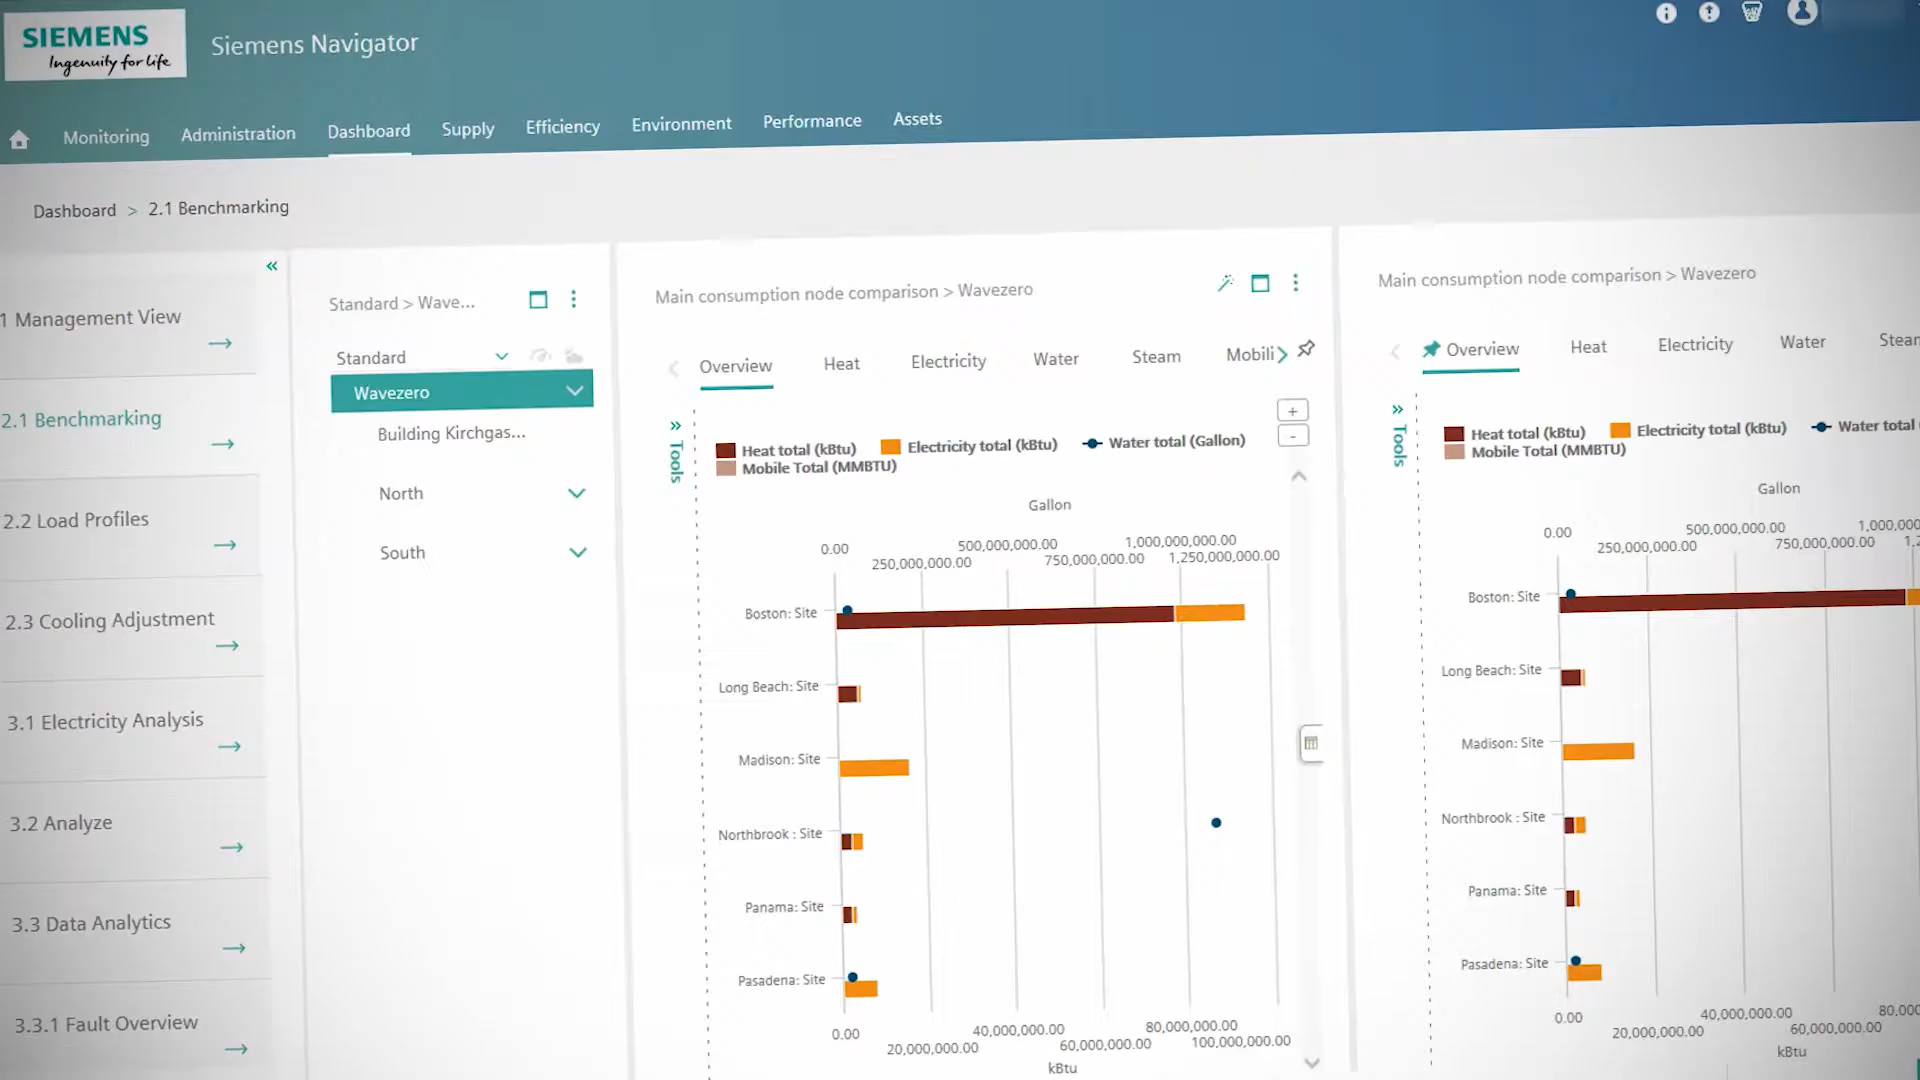 SIEMENS
Ingenuity for life
Siemens Navigator
Monitoring Administration Dashboard Supply Efficiency Environment Performance Assets
Dashboard > 2.1 Benchmarking
1 Management View
2.1 Benchmarking
2.2 Load Profiles
2.3 Cooling Adjustment
3.1 Electricity Analysis
3.2 Analyze
3.3 Data Analytics
3.3.1 Fault Overview
Standard > Wave...
Standard
Wavezero
Building Kirchgas...
North
South
Main consumption node comparison > Wavezero
Overview Heat Electricity Water Steam Mobili
Tools
Heat total (kBtu) Electricity total (kBtu) Water total (Gallon)
Mobile Total (MMBTU)
+
-
Gallon
0.00 500,000,000.00 1,000,000,000.00
250,000,000.00 750,000,000.00 1,250,000,000.00
Boston: Site
Long Beach: Site
Madison: Site
Northbrook : Site
Panama: Site
Pasadena: Site
0.00 40,000,000.00 80,000,000.00
20,000,000.00 60,000,000.00 100,000,000.00
kBtu
Main consumption node comparison > Wavezero
Overview Heat Electricity Water Steam
Tools
Heat total (kBtu) Electricity total (kBtu) Water total
Mobile Total (MMBTU)
Gallon
0.00 500,000,000.00 1,000,000
250,000,000.00 750,000,000.00 1,2
Boston: Site
Long Beach: Site
Madison: Site
Northbrook : Site
Panama: Site
Pasadena: Site
0.00 40,000,000.00 80,000
20,000,000.00 60,000,000.00
kBtu